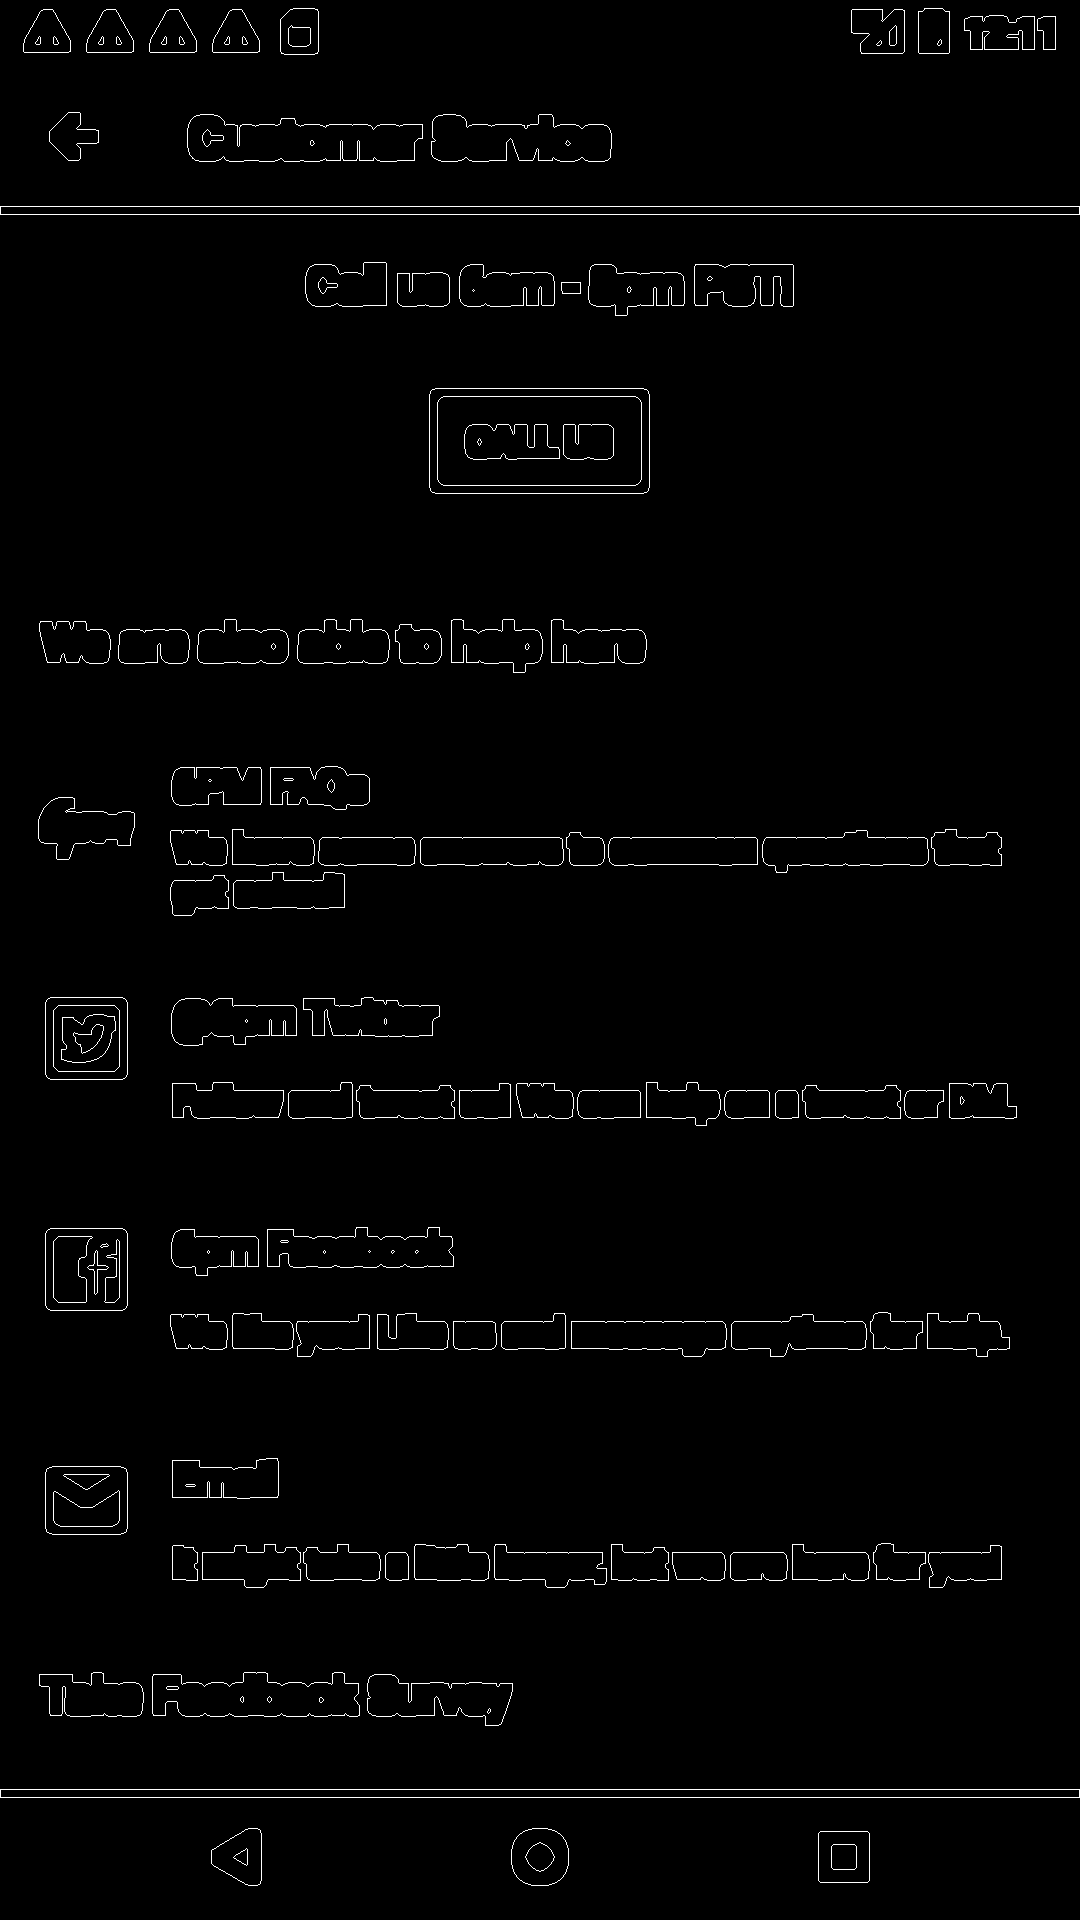 12:11
Customer Service
Call us 6am - 6pm PST!
CALL US
We are also able to help here
6PM FAQs
We have some answers to common questions that
get asked!
@6pm Twitter
Follow and tweet us! We can help on a tweet or DM.
6pm Facebook
We like you! Like us and message anytime for help.
Email
It might take a little longer, but we are here for you!
Take Feedback Survey